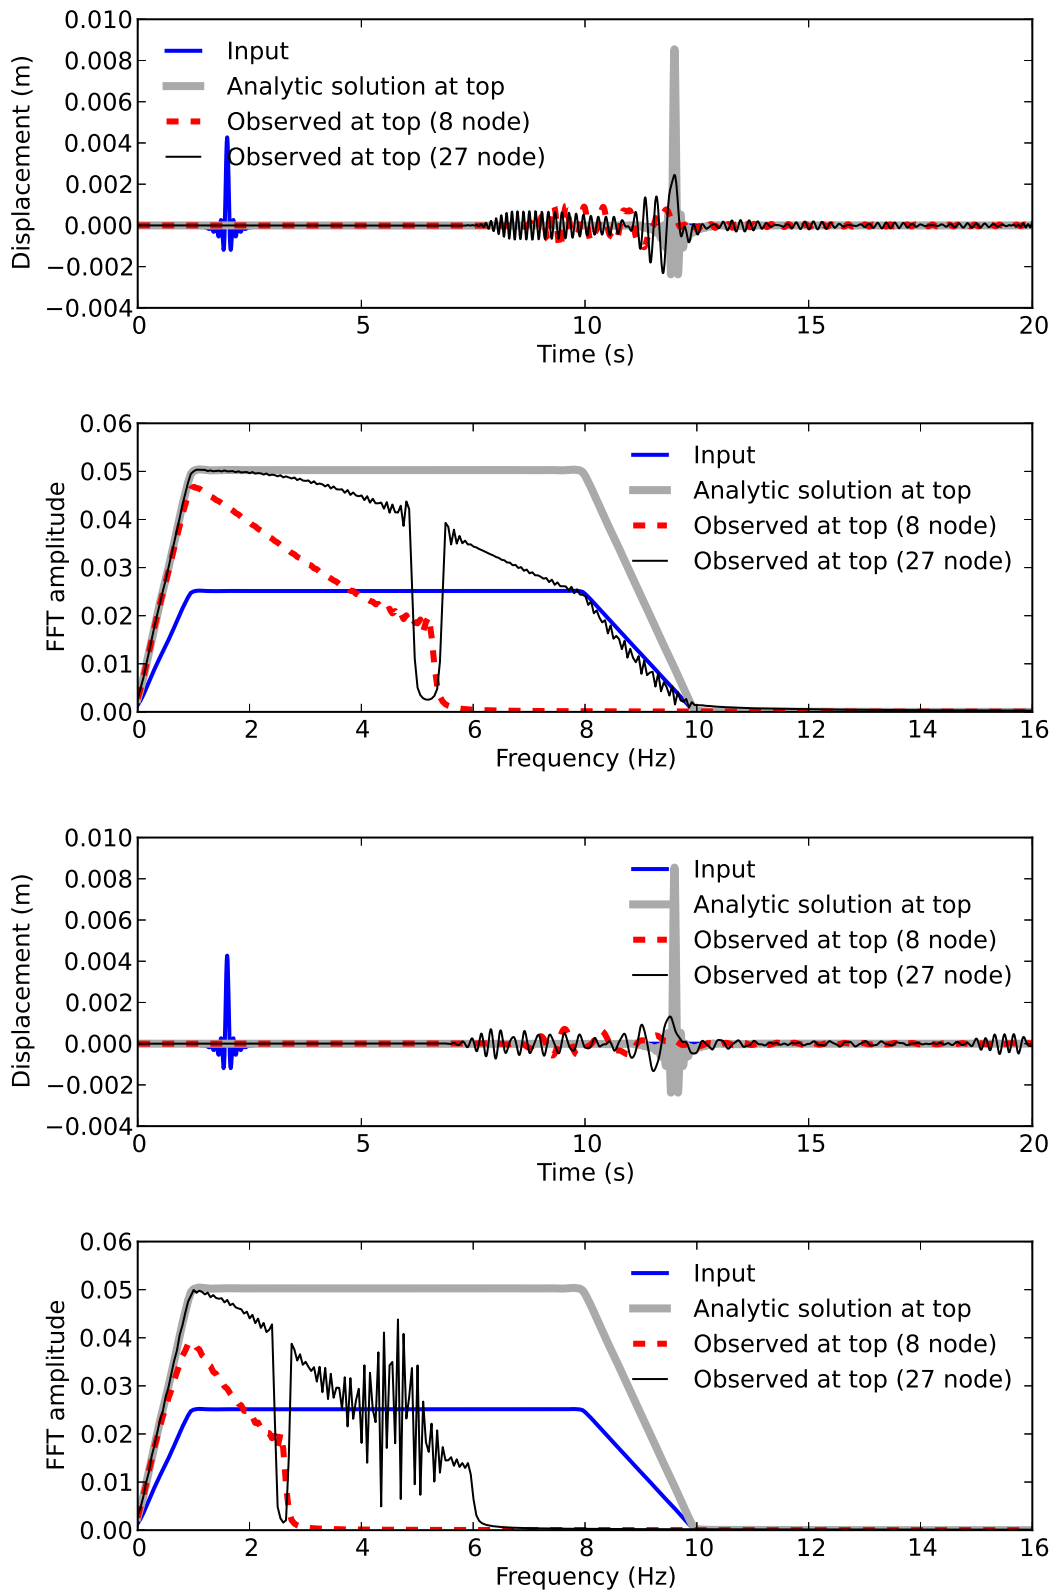 0.010
0.008
0.006
0.004
0.002
0.000
−0.002
−0.004
Displacement (m)
Input
Analytic solution at top
Observed at top (8 node)
Observed at top (27 node)
0 5 10 15 20
Time (s)
0.06
0.05
0.04
0.03
0.02
0.01
0.00
FFT amplitude
Input
Analytic solution at top
Observed at top (8 node)
Observed at top (27 node)
0 2 4 6 8 10 12 14 16
Frequency (Hz)
0.010
0.008
0.006
0.004
0.002
0.000
−0.002
−0.004
Displacement (m)
Input
Analytic solution at top
Observed at top (8 node)
Observed at top (27 node)
0 5 10 15 20
Time (s)
0.06
0.05
0.04
0.03
0.02
0.01
0.00
FFT amplitude
Input
Analytic solution at top
Observed at top (8 node)
Observed at top (27 node)
0 2 4 6 8 10 12 14 16
Frequency (Hz)